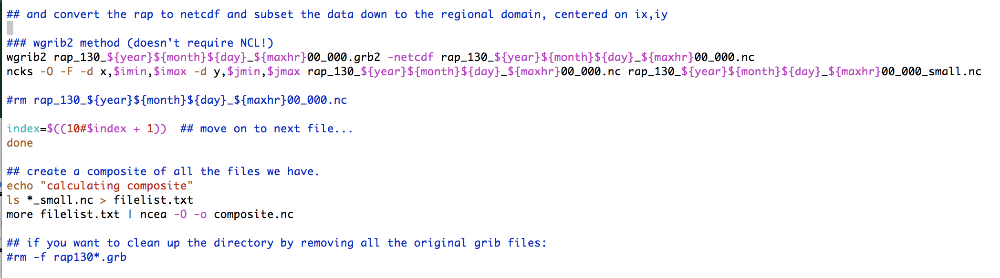 ## and convert the rap to netcdf and subset the data down to the regional domain, centered on ix,iy
### wgrib2 method (doesn't require NCL!)
wgrib2 rap_130_${year}${month}${day}_${maxhr}00_000.grb2 -netcdf rap_130_${year}${month}${day}_${maxhr}00_000.nc
ncks -O -F -d x,$imin,$imax -d y,$jmin,$jmax rap_130_${year}${month}${day}_${maxhr}00_000.nc rap_130_${year}${month}${day}_${maxhr}00_000_small.nc
#rm rap_130_${year}${month}${day}_${maxhr}00_000.nc
index=$((10#$index + 1))  ## move on to next file...
done
## create a composite of all the files we have.
echo "calculating composite"
ls *_small.nc > filelist.txt
more filelist.txt | ncea -O -o composite.nc
## if you want to clean up the directory by removing all the original grib files:
#rm -f rap130*.grb